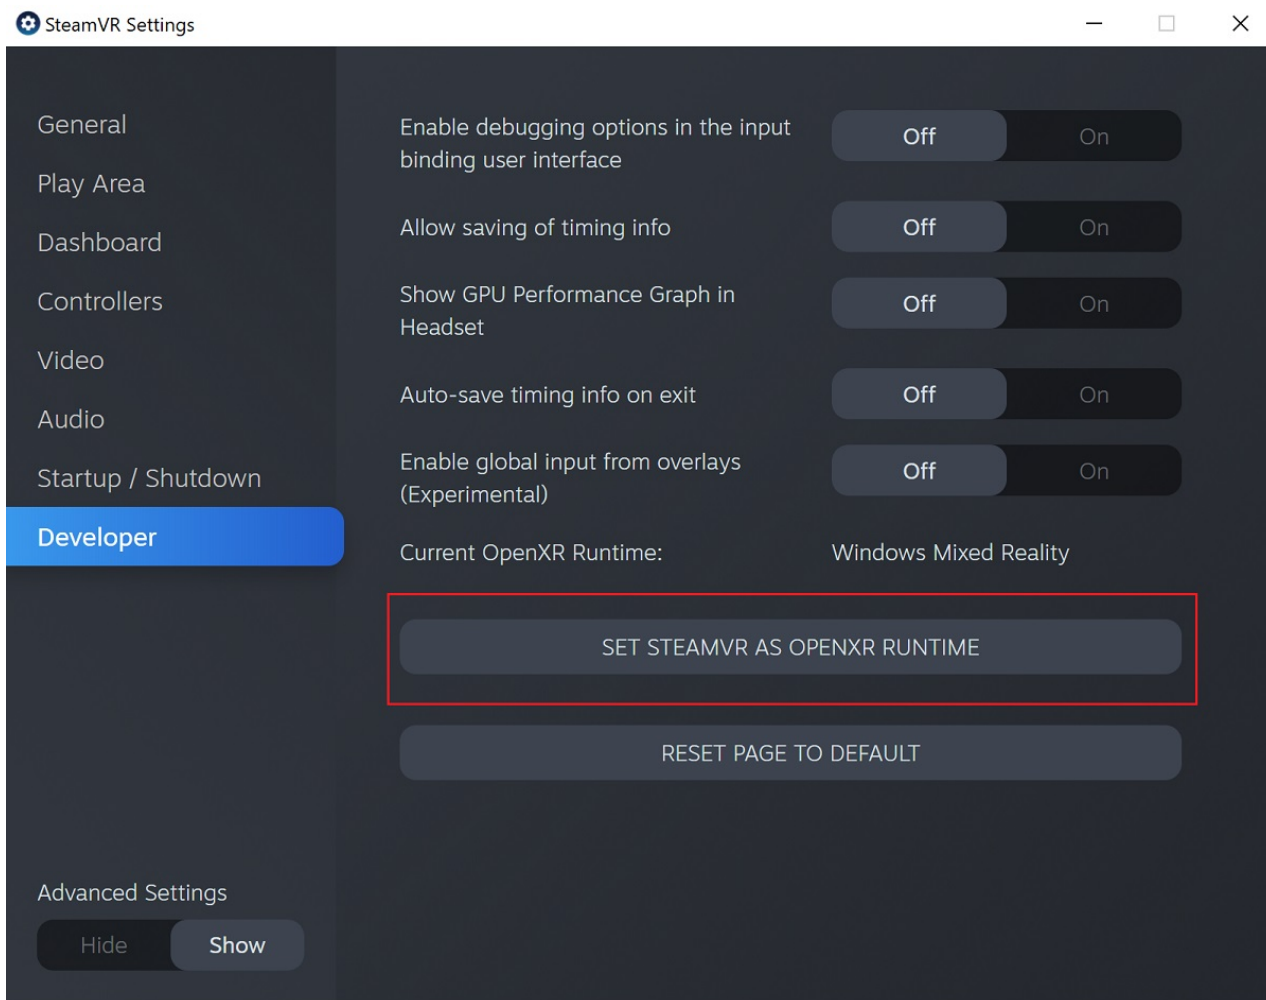 SteamVR Settings
General
Play Area
Dashboard
Controllers
Video
Audio
Startup / Shutdown
Developer
Advanced Settings
Hide Show
Enable debugging options in the input
binding user interface
Off On
Allow saving of timing info
Off On
Show GPU Performance Graph in
Headset
Off On
Auto-save timing info on exit
Off On
Enable global input from overlays
(Experimental)
Off On
Current OpenXR Runtime: Windows Mixed Reality
SET STEAMVR AS OPENXR RUNTIME
RESET PAGE TO DEFAULT